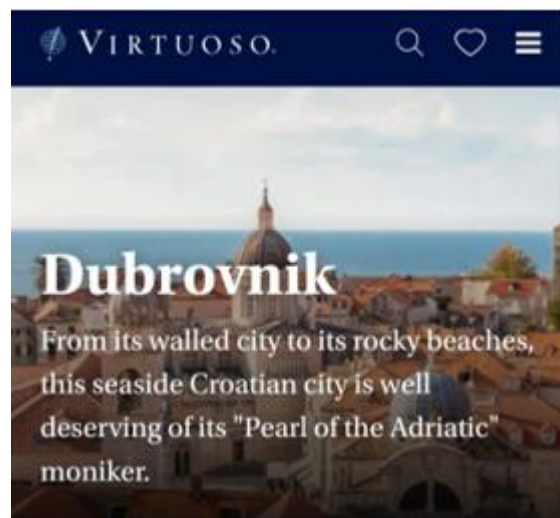 VIRTUOSO.
Dubrovnik
From its walled city to its rocky beaches,
this seaside Croatian city is well
deserving of its "Pearl of the Adriatic"
moniker.